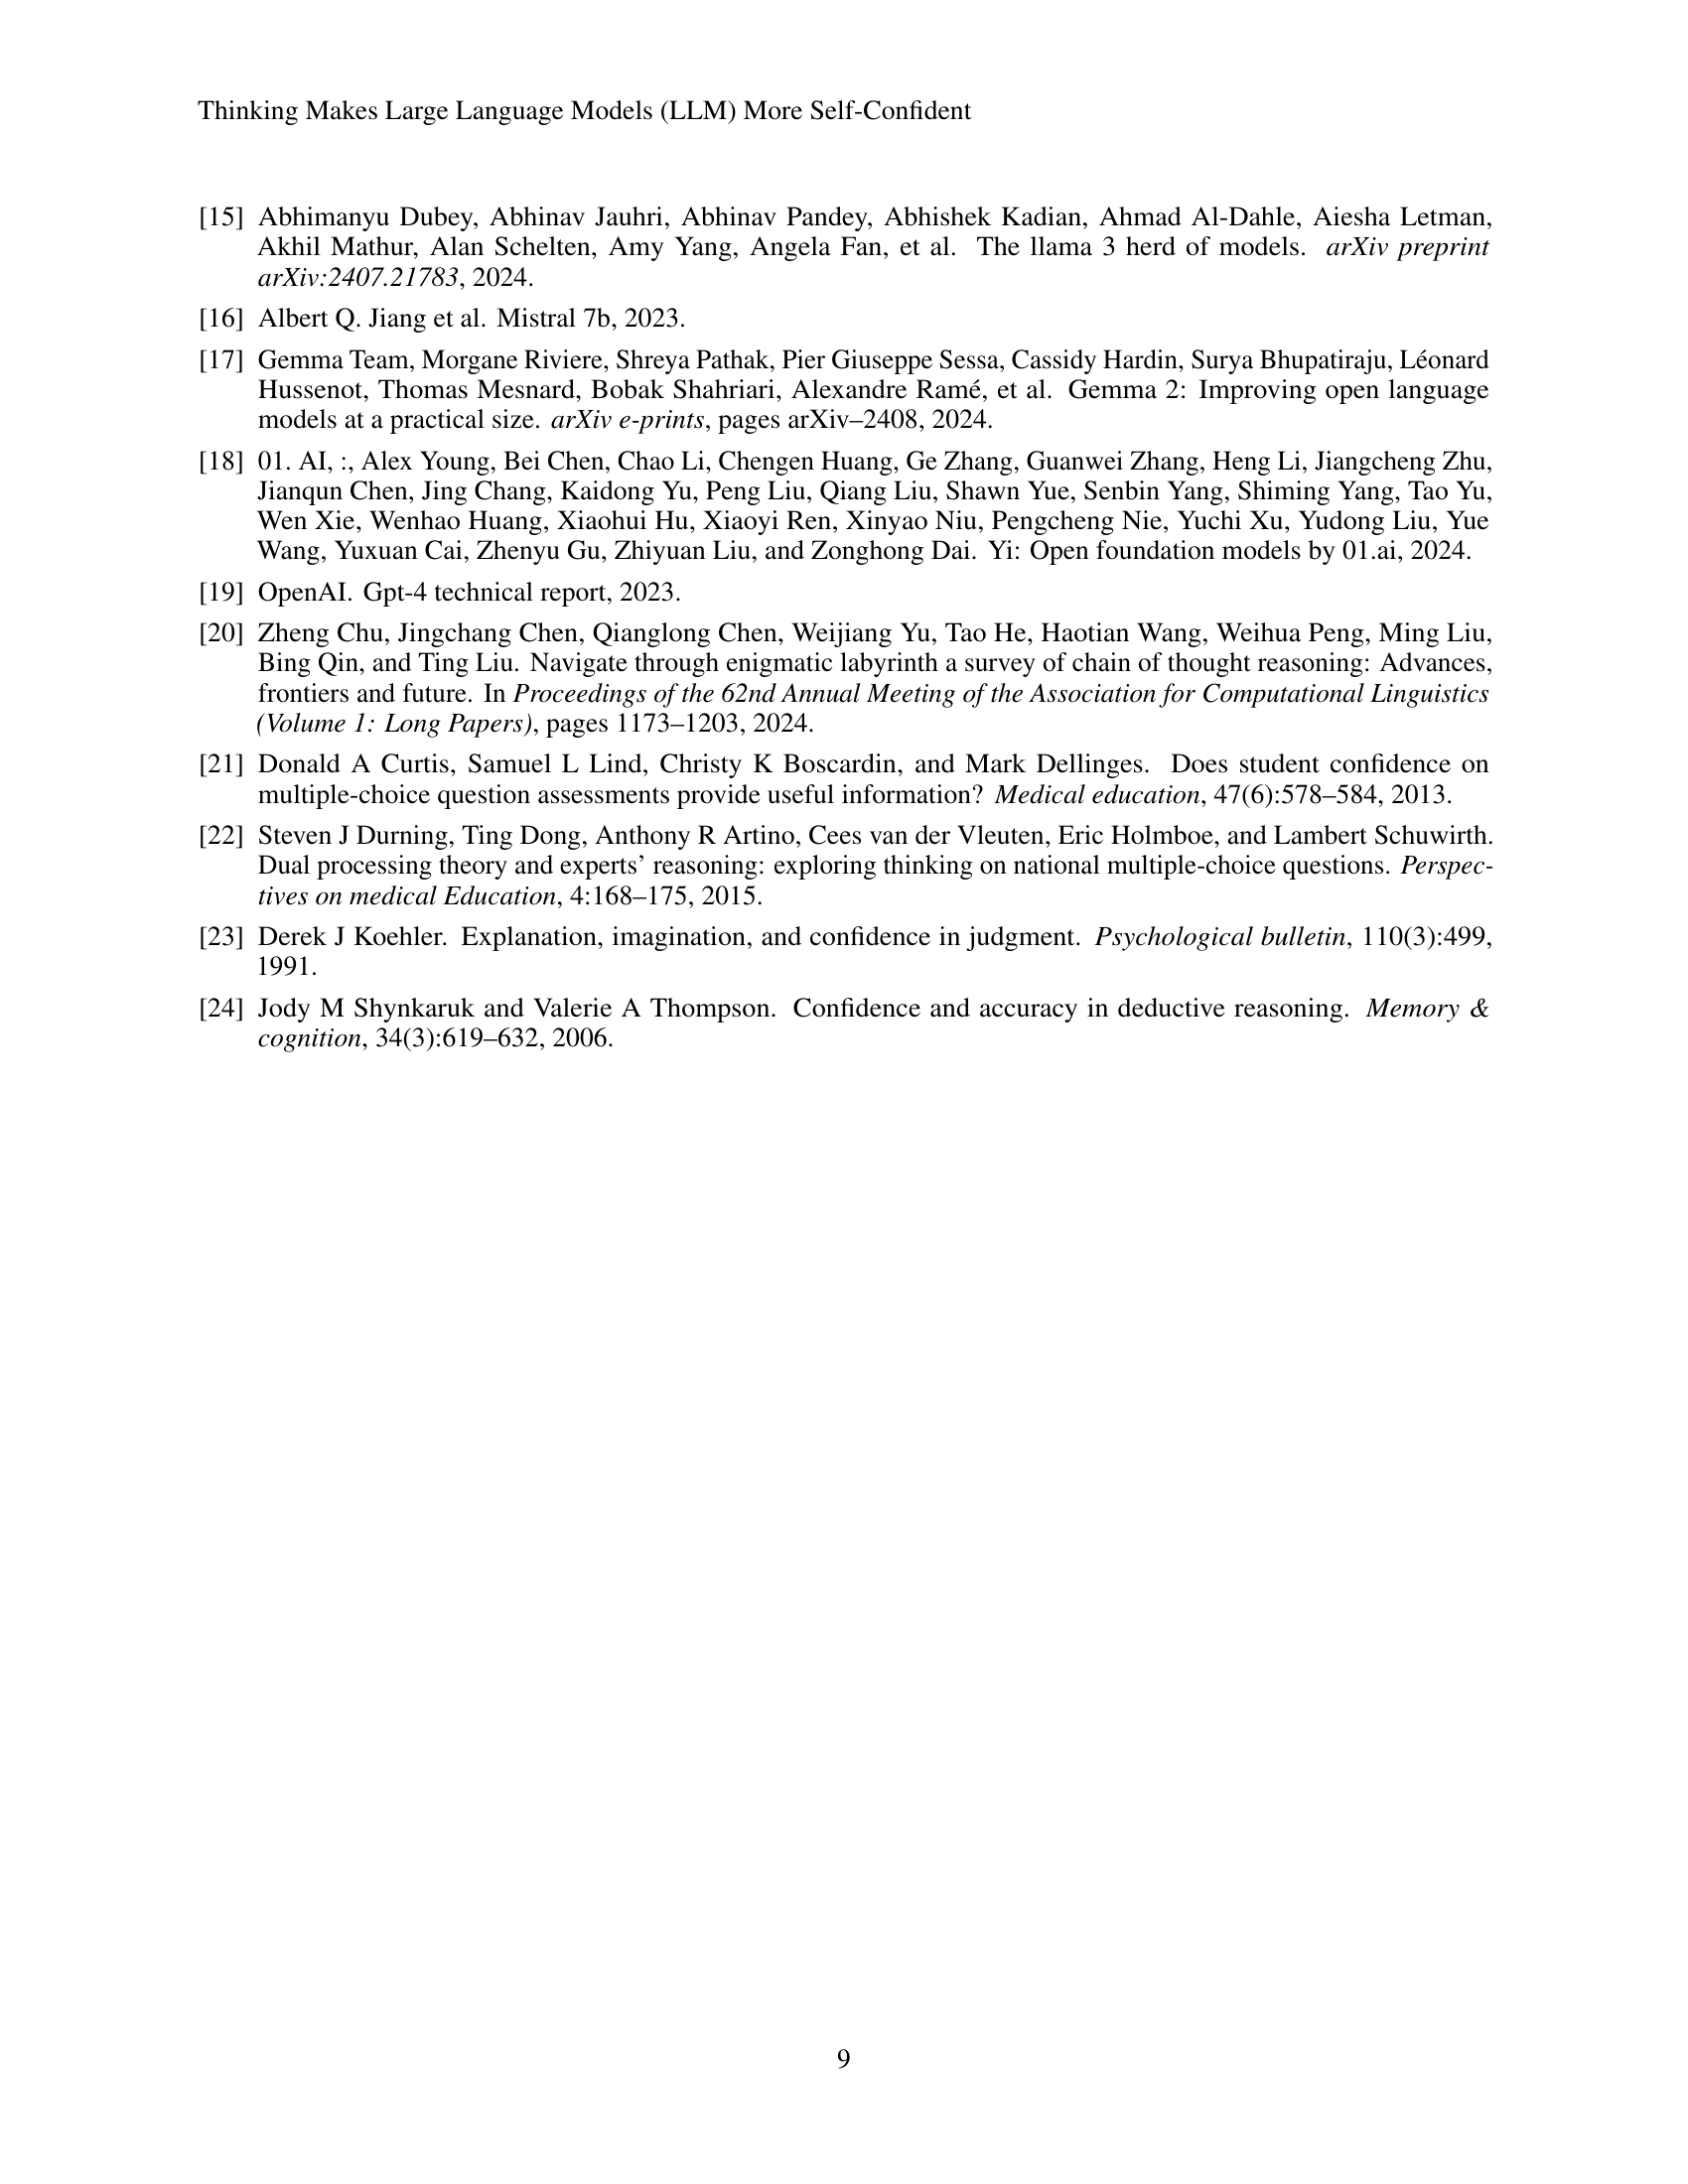 Thinking Makes Large Language Models (LLM) More Self-Confident
[15] Abhimanyu Dubey, Abhinav Jauhri, Abhinav Pandey, Abhishek Kadian, Ahmad Al-Dahle, Aiesha Letman,
Akhil Mathur, Alan Schelten, Amy Yang, Angela Fan, et al. The llama 3 herd of models. arXiv preprint
arXiv:2407.21783, 2024.
[16] Albert Q. Jiang et al. Mistral 7b, 2023.
[17] Gemma Team, Morgane Riviere, Shreya Pathak, Pier Giuseppe Sessa, Cassidy Hardin, Surya Bhupatiraju, Léonard
Hussenot, Thomas Mesnard, Bobak Shahriari, Alexandre Ramé, et al. Gemma 2: Improving open language
models at a practical size. arXiv e-prints, pages arXiv–2408, 2024.
[18] 01. AI, :, Alex Young, Bei Chen, Chao Li, Chengen Huang, Ge Zhang, Guanwei Zhang, Heng Li, Jiangcheng Zhu,
Jianqun Chen, Jing Chang, Kaidong Yu, Peng Liu, Qiang Liu, Shawn Yue, Senbin Yang, Shiming Yang, Tao Yu,
Wen Xie, Wenhao Huang, Xiaohui Hu, Xiaoyi Ren, Xinyao Niu, Pengcheng Nie, Yuchi Xu, Yudong Liu, Yue
Wang, Yuxuan Cai, Zhenyu Gu, Zhiyuan Liu, and Zonghong Dai. Yi: Open foundation models by 01.ai, 2024.
[19] OpenAI. Gpt-4 technical report, 2023.
[20] Zheng Chu, Jingchang Chen, Qianglong Chen, Weijiang Yu, Tao He, Haotian Wang, Weihua Peng, Ming Liu,
Bing Qin, and Ting Liu. Navigate through enigmatic labyrinth a survey of chain of thought reasoning: Advances,
frontiers and future. In Proceedings of the 62nd Annual Meeting of the Association for Computational Linguistics
(Volume 1: Long Papers), pages 1173–1203, 2024.
[21] Donald A Curtis, Samuel L Lind, Christy K Boscardin, and Mark Dellinges. Does student confidence on
multiple-choice question assessments provide useful information? Medical education, 47(6):578–584, 2013.
[22] Steven J Durning, Ting Dong, Anthony R Artino, Cees van der Vleuten, Eric Holmboe, and Lambert Schuwirth.
Dual processing theory and experts’ reasoning: exploring thinking on national multiple-choice questions. Perspec-
tives on medical Education, 4:168–175, 2015.
[23] Derek J Koehler. Explanation, imagination, and confidence in judgment. Psychological bulletin, 110(3):499,
1991.
[24] Jody M Shynkaruk and Valerie A Thompson. Confidence and accuracy in deductive reasoning. Memory &
cognition, 34(3):619–632, 2006.
9